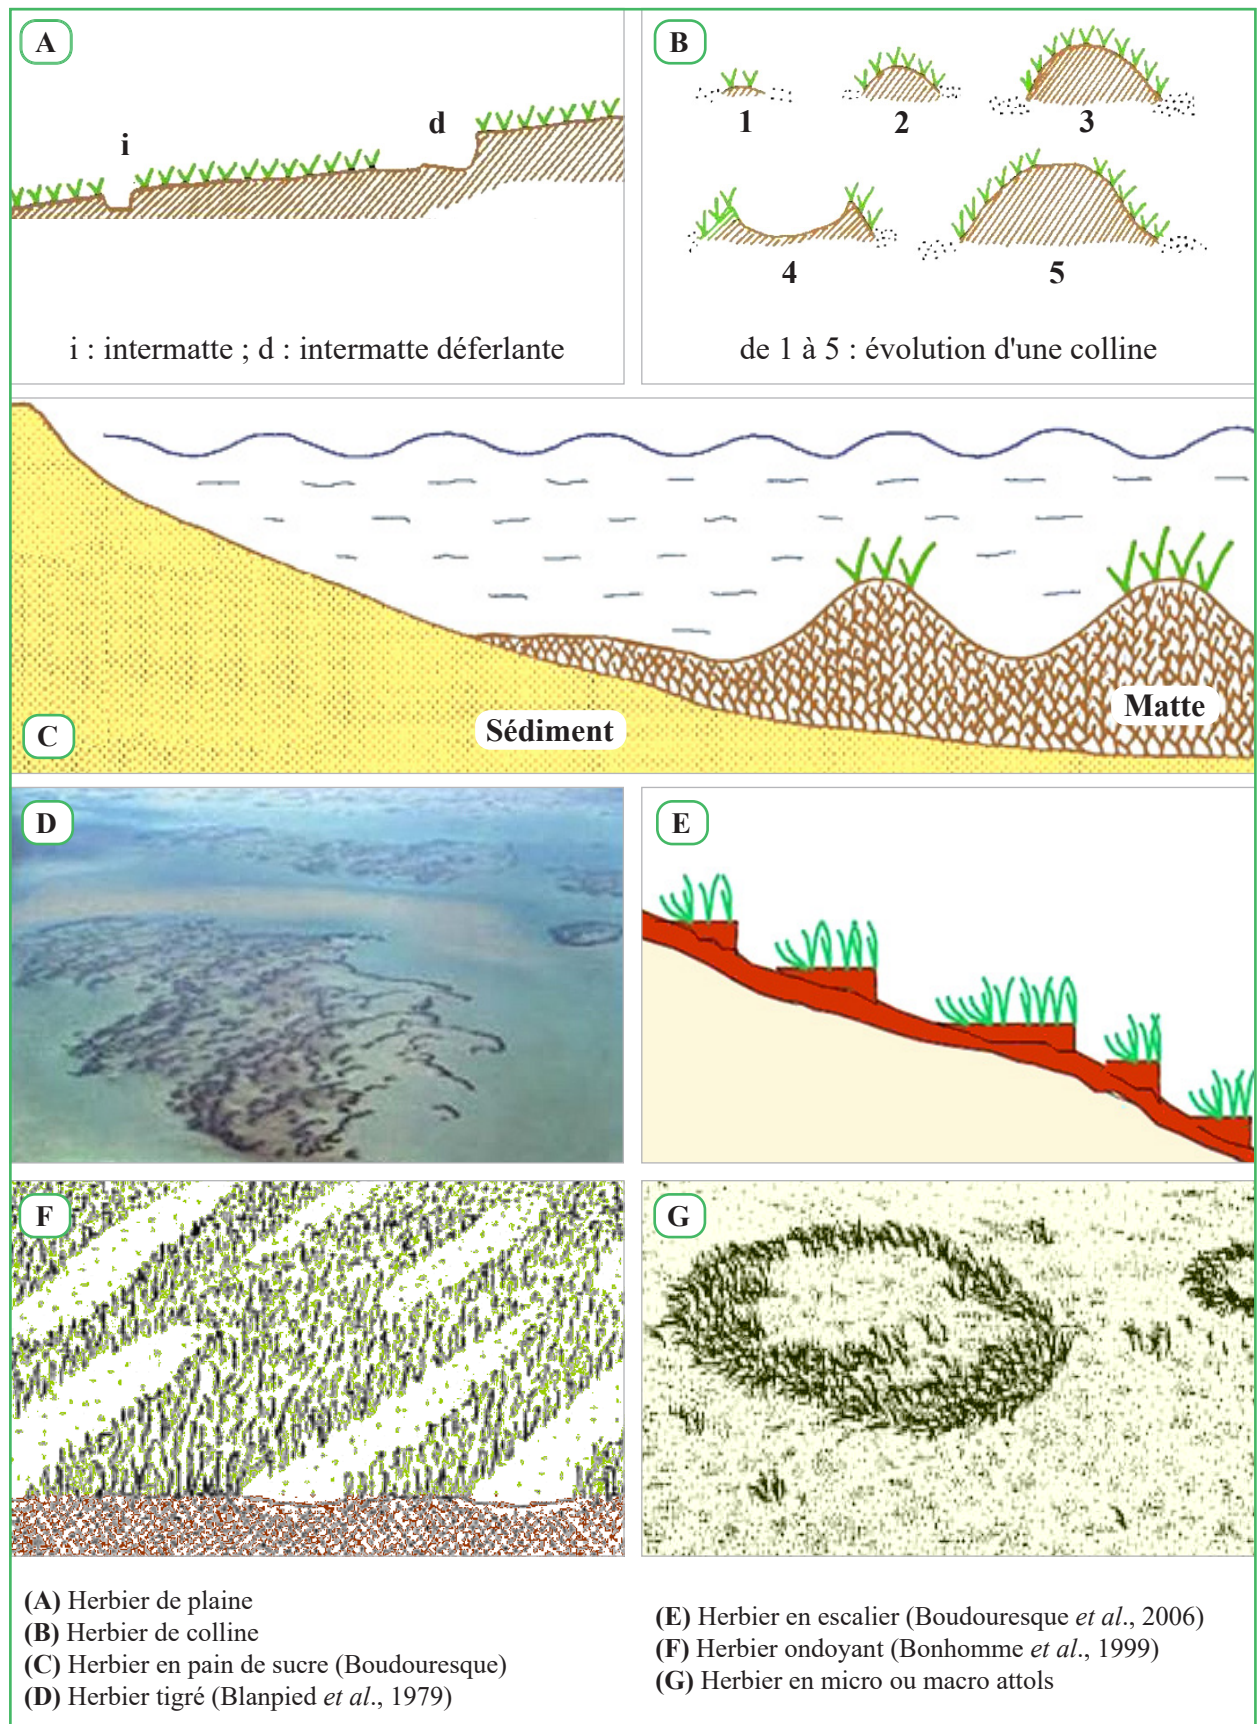 A
i
d
i : intermatte ; d : intermatte déferlante
B
1
2
3
4
5
de 1 à 5 : évolution d'une colline
C
Sédiment
Matte
D
E
F
G
(A) Herbier de plaine
(B) Herbier de colline
(C) Herbier en pain de sucre (Boudouresque)
(D) Herbier tigré (Blanpied et al., 1979)
(E) Herbier en escalier (Boudouresque et al., 2006)
(F) Herbier ondoyant (Bonhomme et al., 1999)
(G) Herbier en micro ou macro attols